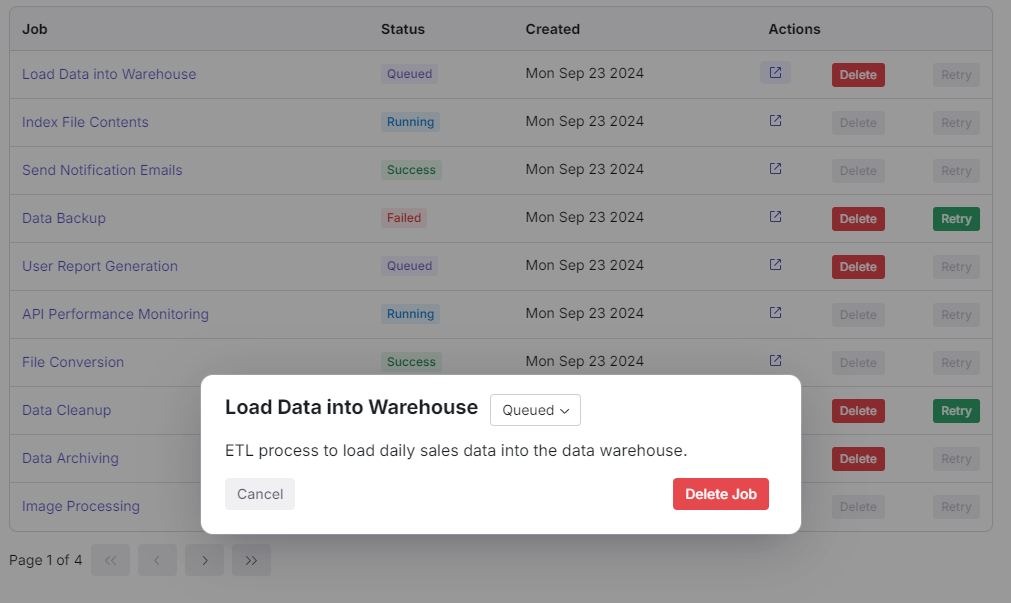 Job Status Created Actions
Load Data into Warehouse Queued Mon Sep 23 2024 Delete Retry
Index File Contents Running Mon Sep 23 2024 Delete Retry
Send Notification Emails Success Mon Sep 23 2024 Delete Retry
Data Backup Failed Mon Sep 23 2024 Delete Retry
User Report Generation Queued Mon Sep 23 2024 Delete Retry
API Performance Monitoring Running Mon Sep 23 2024 Delete Retry
File Conversion Success Mon Sep 23 2024 Delete Retry
Data Cleanup Delete Retry
Data Archiving Delete Retry
Image Processing Delete Retry
Load Data into Warehouse Queued
ETL process to load daily sales data into the data warehouse.
Cancel Delete Job
Page 1 of 4